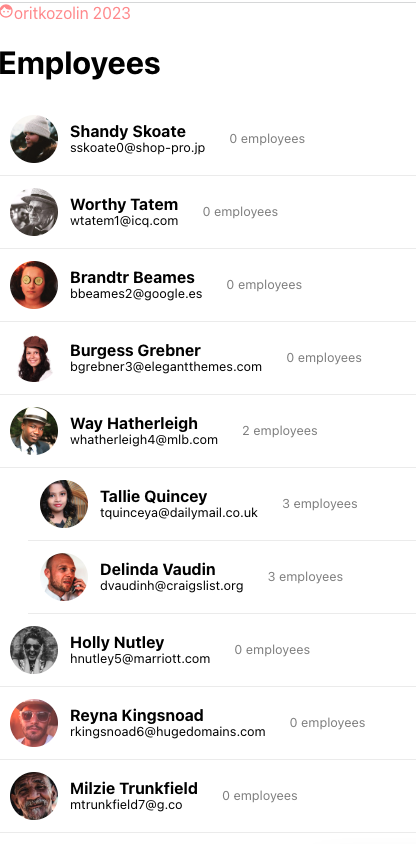 oritkozolin 2023
Employees
Shandy Skoate
sskoate0@shop-pro.jp
0 employees
Worthy Tatem
wtatem1@icq.com
0 employees
Brandtr Beames
bbeames2@google.es
0 employees
Burgess Grebner
bgrebner3@elegantthemes.com
0 employees
Way Hatherleigh
whatherleigh4@mlb.com
2 employees
Tallie Quincey
tquinceya@dailymail.co.uk
3 employees
Delinda Vaudin
dvaudinh@craigslist.org
3 employees
Holly Nutley
hnutley5@marriott.com
0 employees
Reyna Kingsnoad
rkingsnoad6@hugedomains.com
0 employees
Milzie Trunkfield
mtrunkfield7@g.co
0 employees